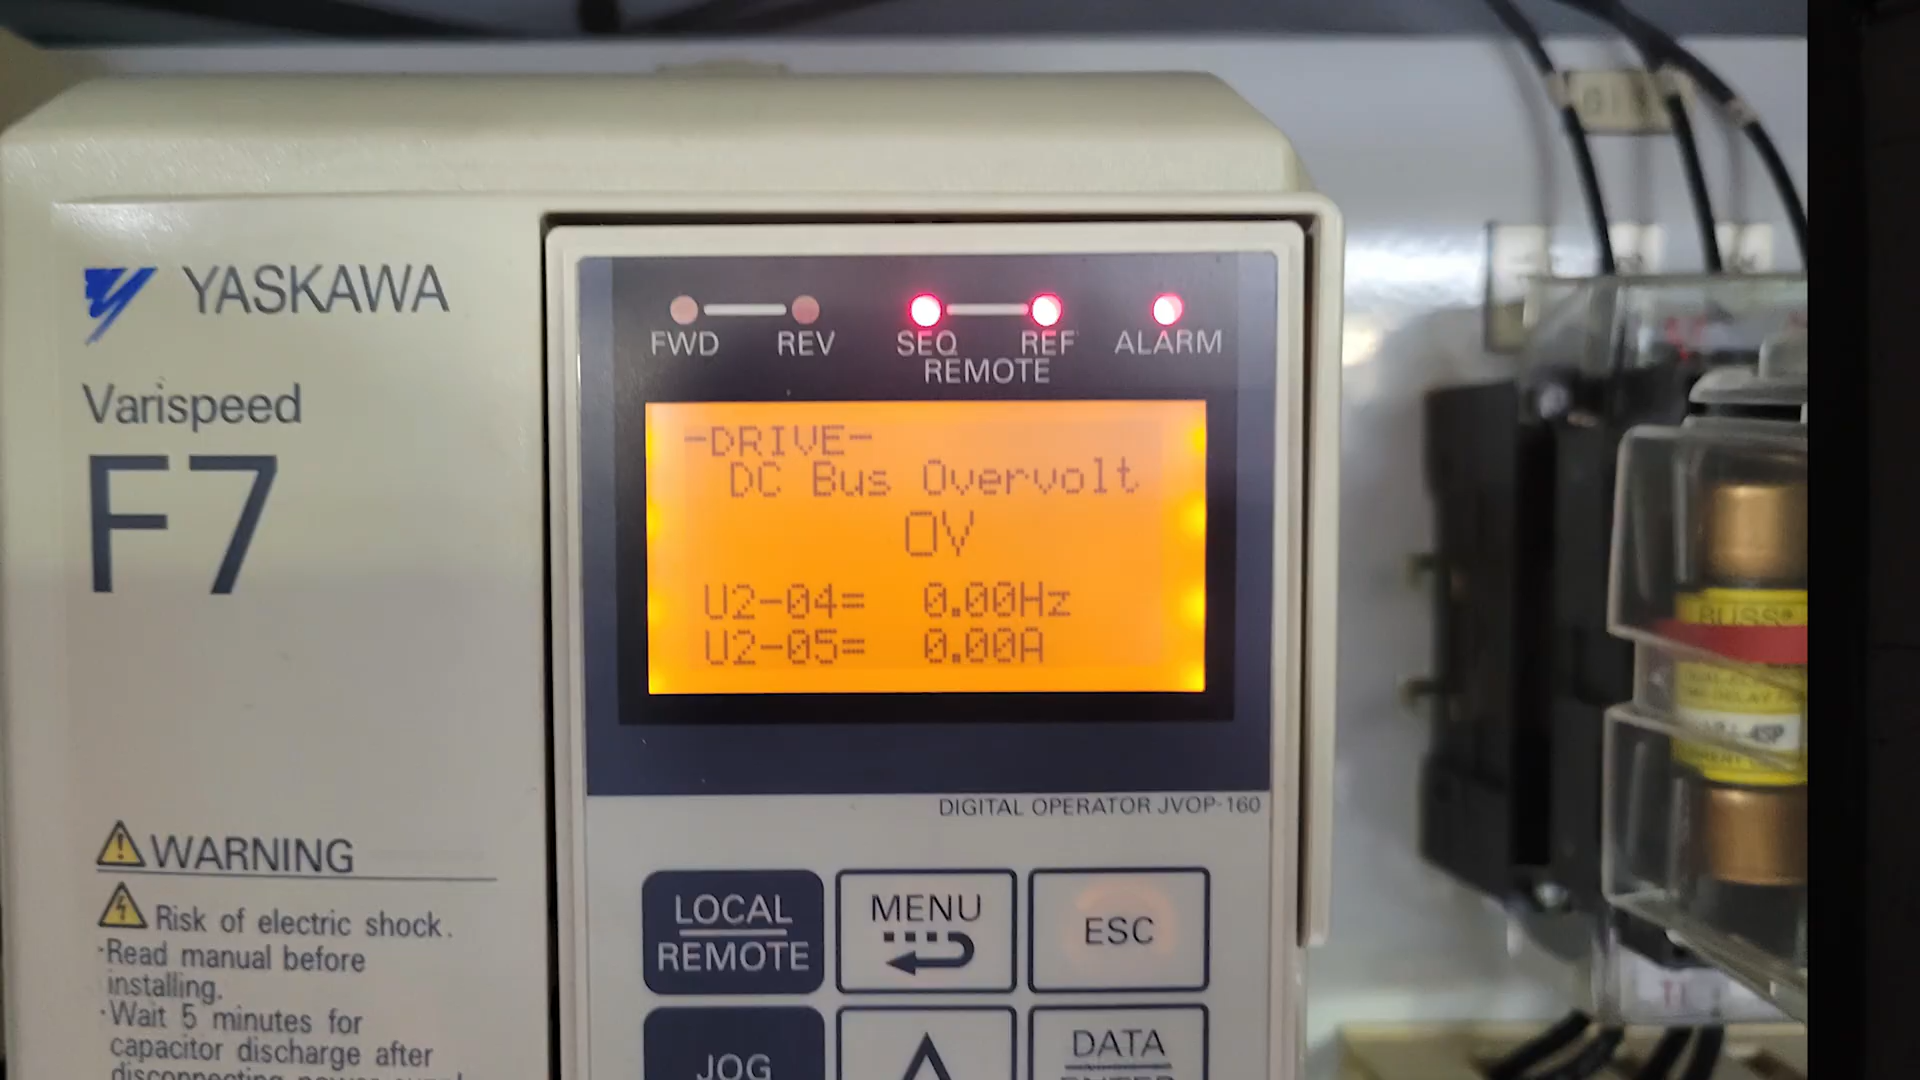 YASKAWA
Varispeed
F7
FWD REV SEQ REF ALARM
REMOTE
-DRIVE-
DC Bus Overvolt
OV
U2-04= 0.00Hz
U2-05= 0.00A
DIGITAL OPERATOR JVOP-160
LOCAL
REMOTE
MENU
ESC
JOG
DATA
WARNING
Risk of electric shock.
·Read manual before
installing.
·Wait 5 minutes for
capacitor discharge after
BUSS®